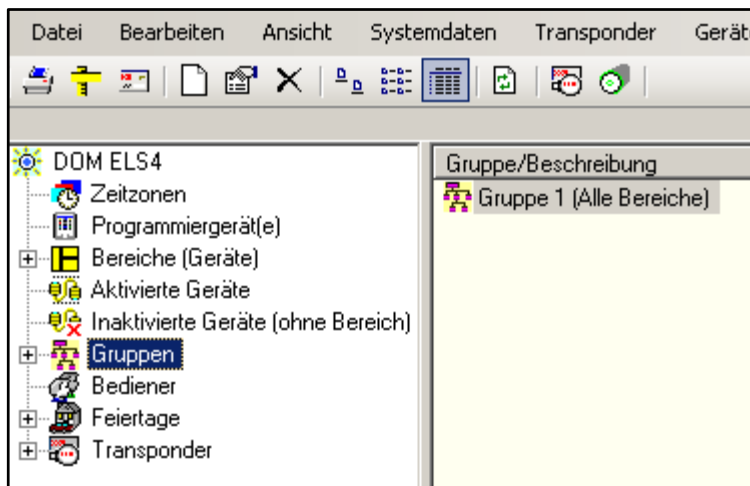 Datei Bearbeiten Ansicht Systemdaten Transponder Geräte
DOM ELS4
Zeitzonen
Programmiergerät(e)
Bereiche (Geräte)
Aktivierte Geräte
Inaktivierte Geräte (ohne Bereich)
Gruppen
Bediener
Feiertage
Transponder
Gruppe/Beschreibung
Gruppe 1 (Alle Bereiche)